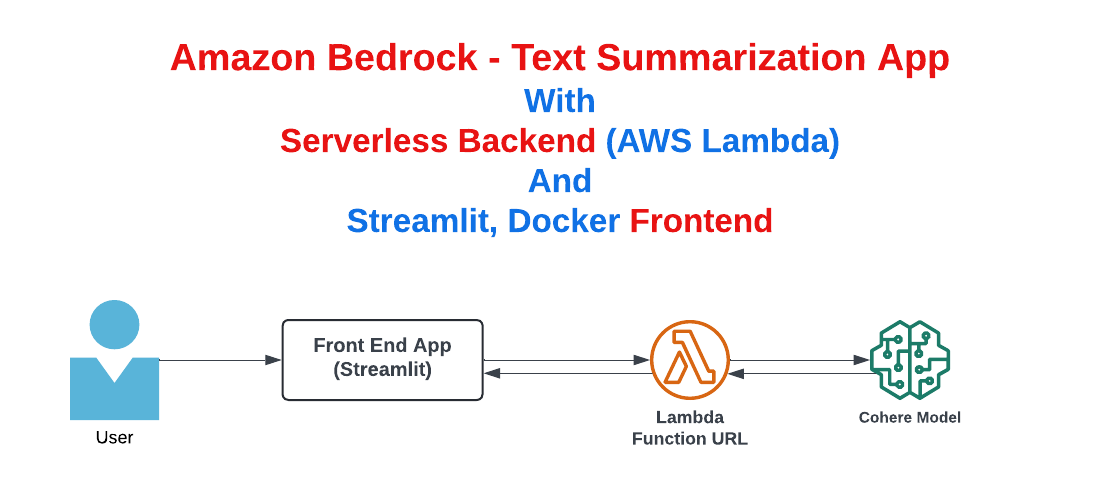 Amazon Bedrock - Text Summarization App
With
Serverless Backend (AWS Lambda)
And
Streamlit, Docker Frontend
User
Front End App
(Streamlit)
Lambda
Function URL
Cohere Model